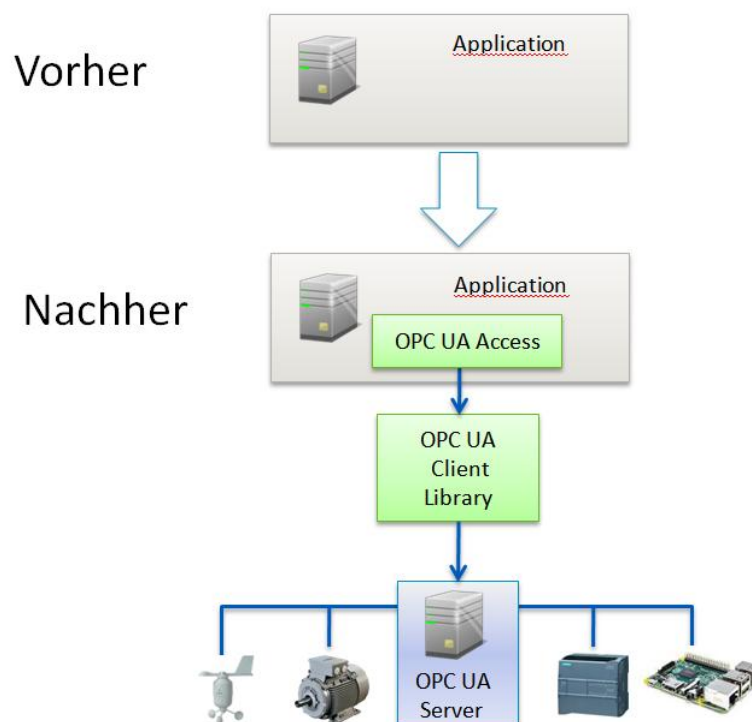 Vorher
Application
Nachher
Application
OPC UA Access
OPC UA
Client
Library
OPC UA
Server